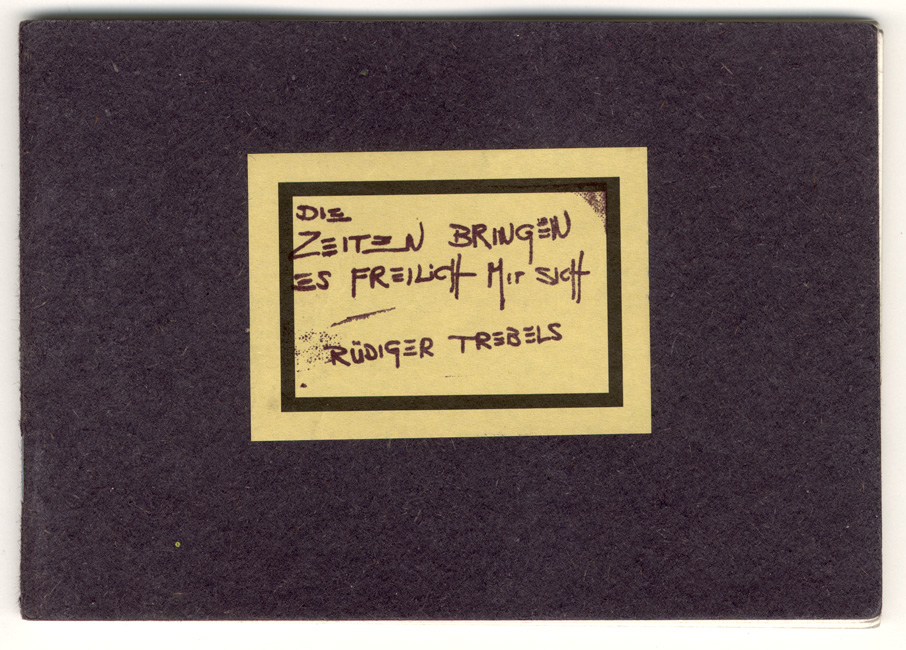 DIE
ZEITEN BRINGEN
ES FREILICH MIT SICH
RÜDIGER TREBELS